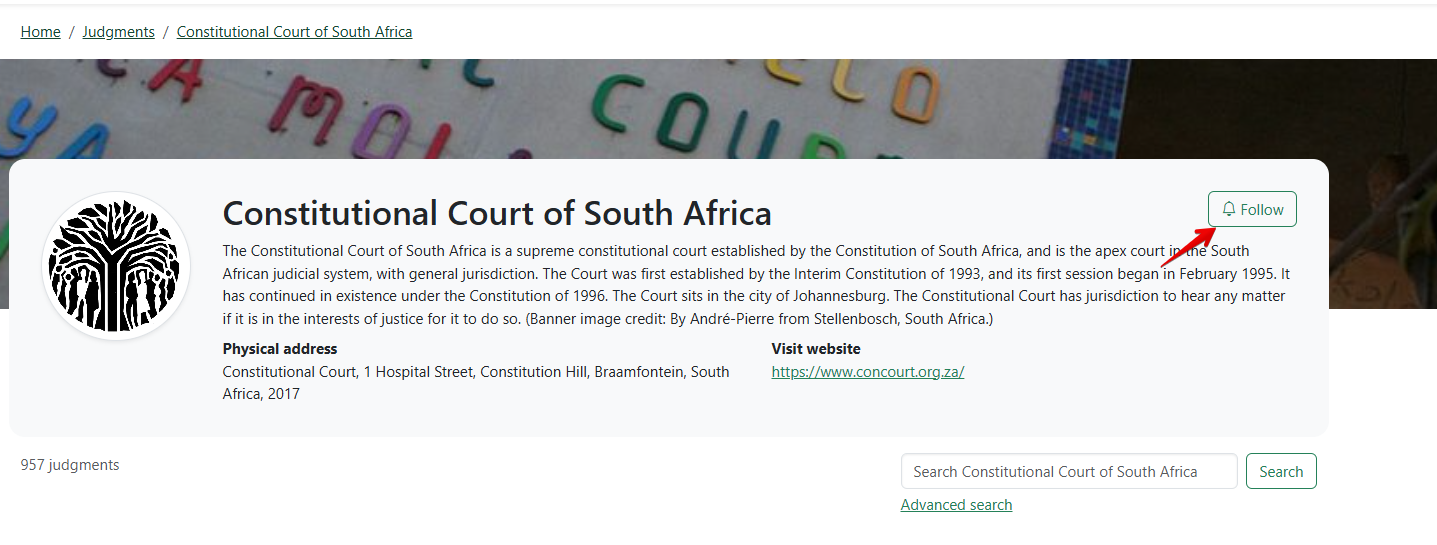 Home / Judgments / Constitutional Court of South Africa
Constitutional Court of South Africa
Follow
The Constitutional Court of South Africa is a supreme constitutional court established by the Constitution of South Africa, and is the apex court in the South
African judicial system, with general jurisdiction. The Court was first established by the Interim Constitution of 1993, and its first session began in February 1995. It
has continued in existence under the Constitution of 1996. The Court sits in the city of Johannesburg. The Constitutional Court has jurisdiction to hear any matter
if it is in the interests of justice for it to do so. (Banner image credit: By André-Pierre from Stellenbosch, South Africa.)
Physical address
Constitutional Court, 1 Hospital Street, Constitution Hill, Braamfontein, South
Africa, 2017
Visit website
https://www.concourt.org.za/
957 judgments
Search Constitutional Court of South Africa
Search
Advanced search